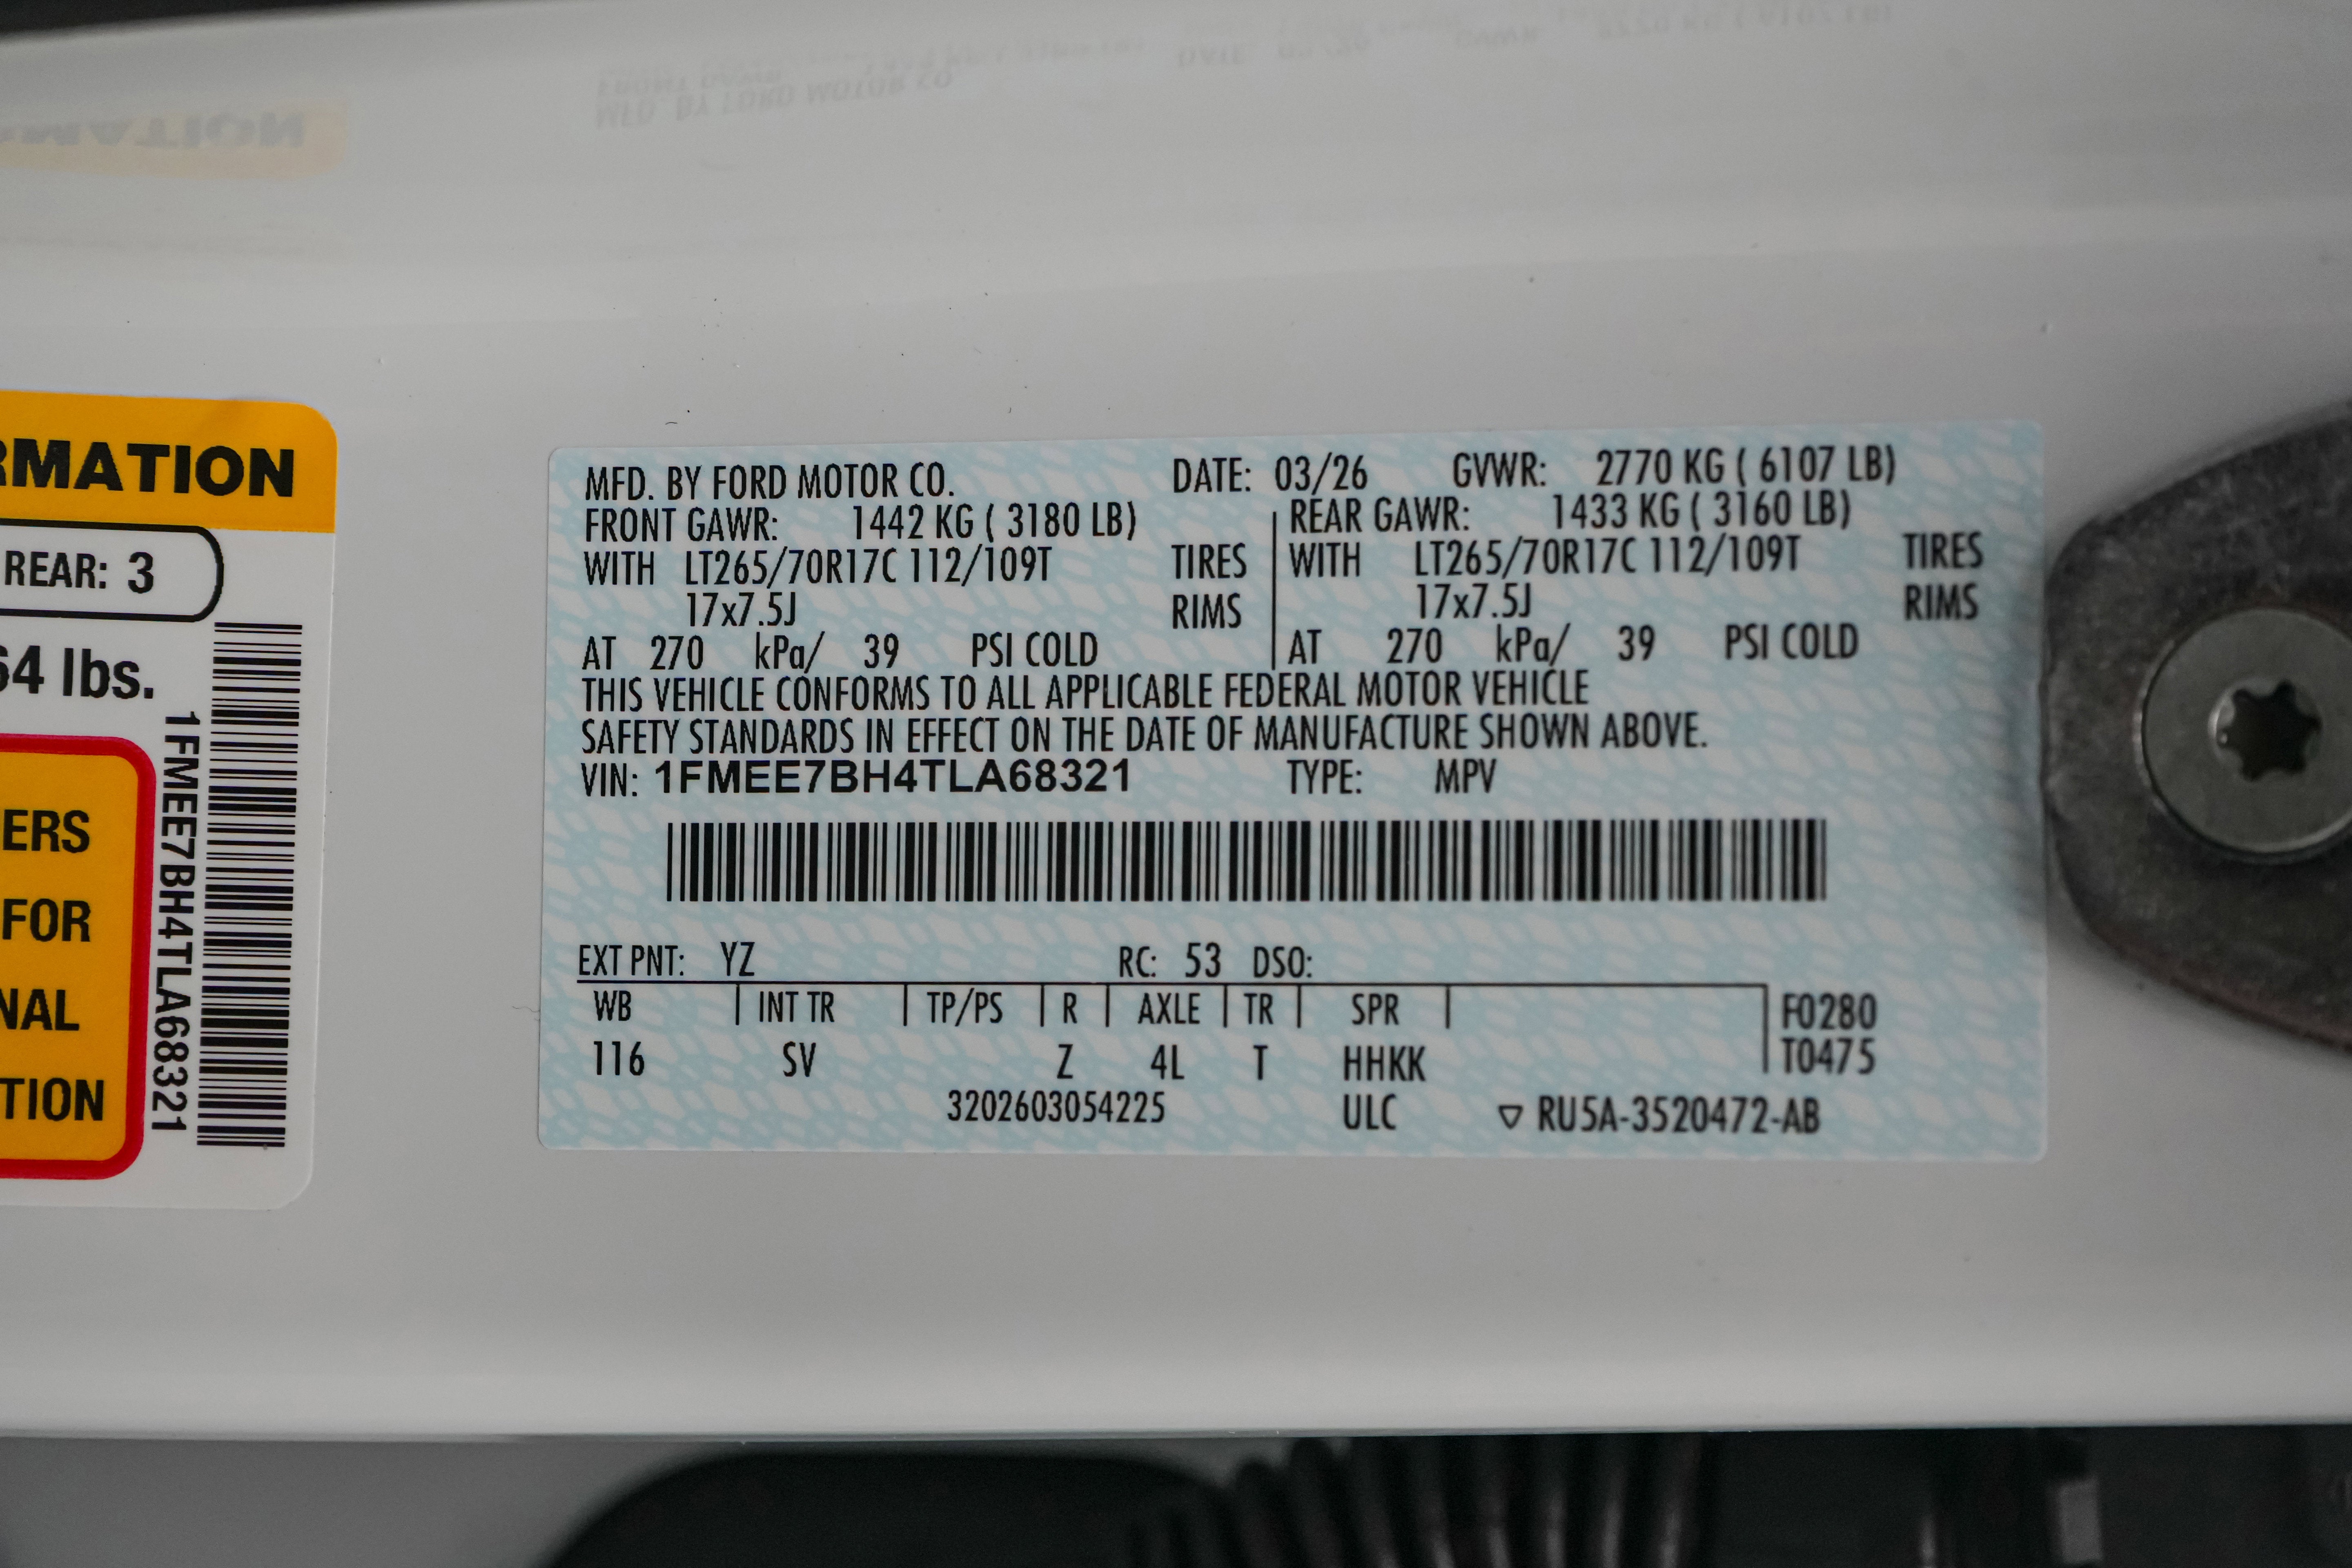 RMATION
REAR: 3
64 lbs.
ERS
FOR
NAL
TION
1FMEE7BH4TLA68321
MFD. BY FORD MOTOR CO. DATE: 03/26 GVWR: 2770 KG ( 6107 LB)
FRONT GAWR: 1442 KG ( 3180 LB) REAR GAWR: 1433 KG ( 3160 LB)
WITH LT265/70R17C 112/109T TIRES WITH LT265/70R17C 112/109T TIRES
17x7.5J RIMS 17x7.5J RIMS
AT 270 kPa/ 39 PSI COLD AT 270 kPa/ 39 PSI COLD
THIS VEHICLE CONFORMS TO ALL APPLICABLE FEDERAL MOTOR VEHICLE
SAFETY STANDARDS IN EFFECT ON THE DATE OF MANUFACTURE SHOWN ABOVE.
VIN: 1FMEE7BH4TLA68321 TYPE: MPV
EXT PNT: YZ RC: 53 DSO:
WB INT TR TP/PS R AXLE TR SPR F0280
116 SV Z 4L T HHKK T0475
3202603054225 ULC ▽ RU5A-3520472-AB